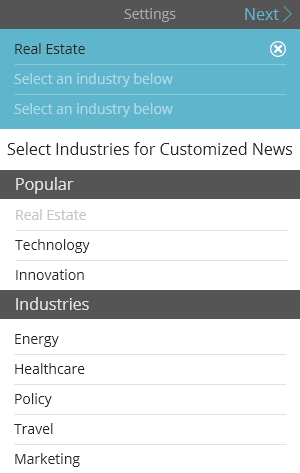 Settings
Next
Real Estate
Select an industry below
Select an industry below
Select Industries for Customized News
Popular
Real Estate
Technology
Innovation
Industries
Energy
Healthcare
Policy
Travel
Marketing